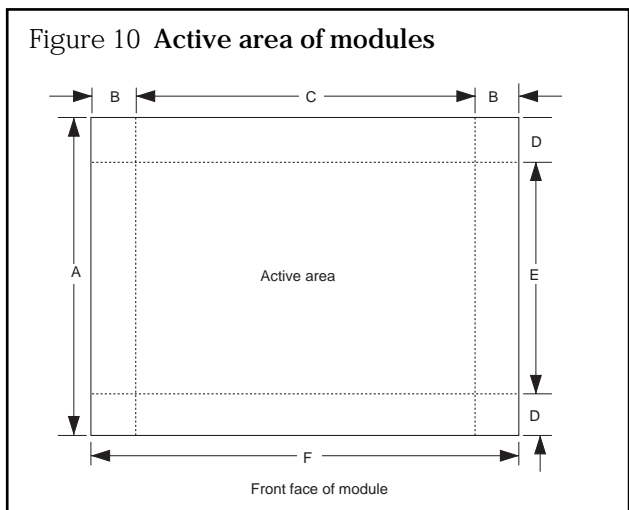 Figure 10 Active area of modules
B C B
D
A
Active area
E
D
F
Front face of module